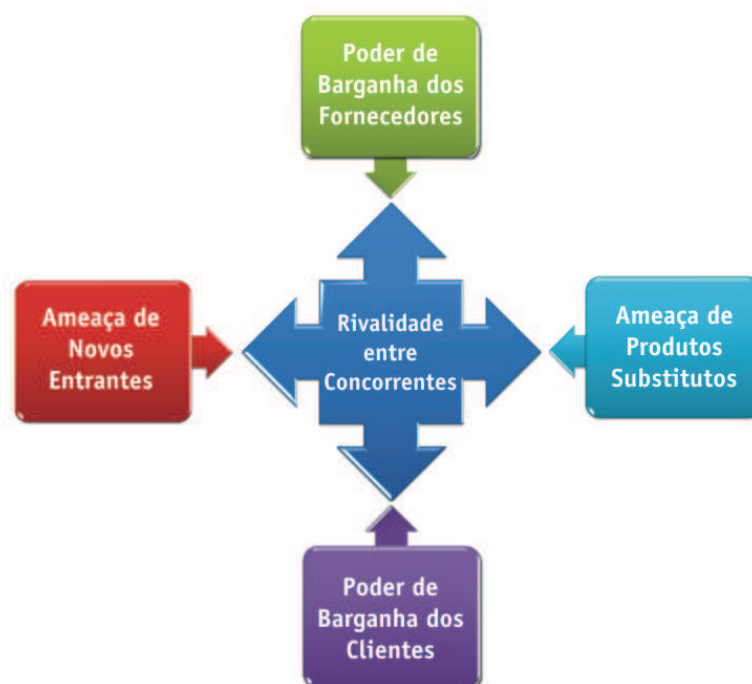 Poder de
Barganha dos
Fornecedores
Ameaça de
Novos
Entrantes
Rivalidade
entre
Concorrentes
Ameaça de
Produtos
Substitutos
Poder de
Barganha dos
Clientes